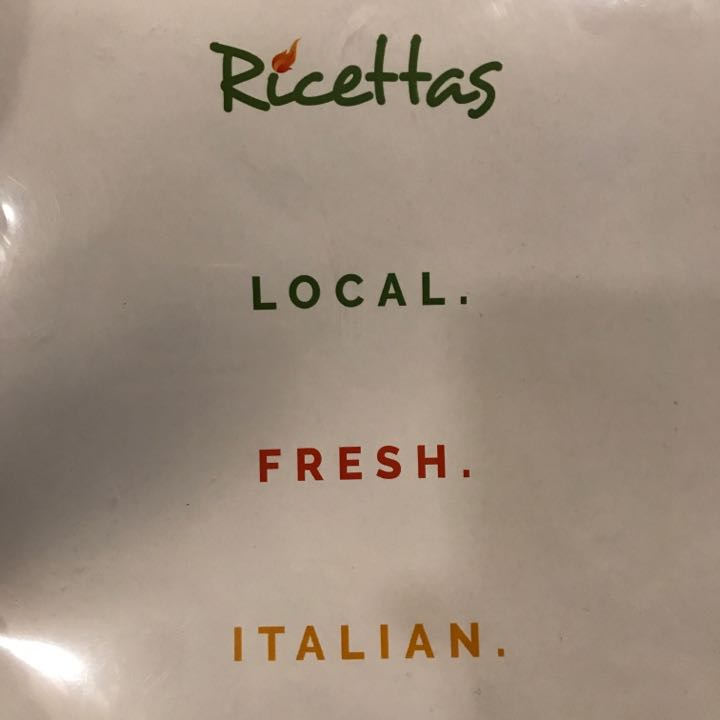 Ricettas
LOCAL.
FRESH.
ITALIAN.